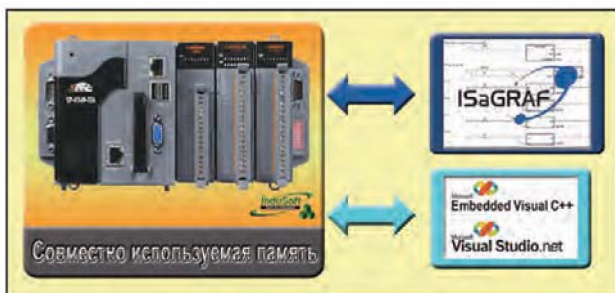 InduSoft
Совместно используемая память
ISaGRAF
Microsoft
Embedded Visual C++
Microsoft
Visual Studio.net